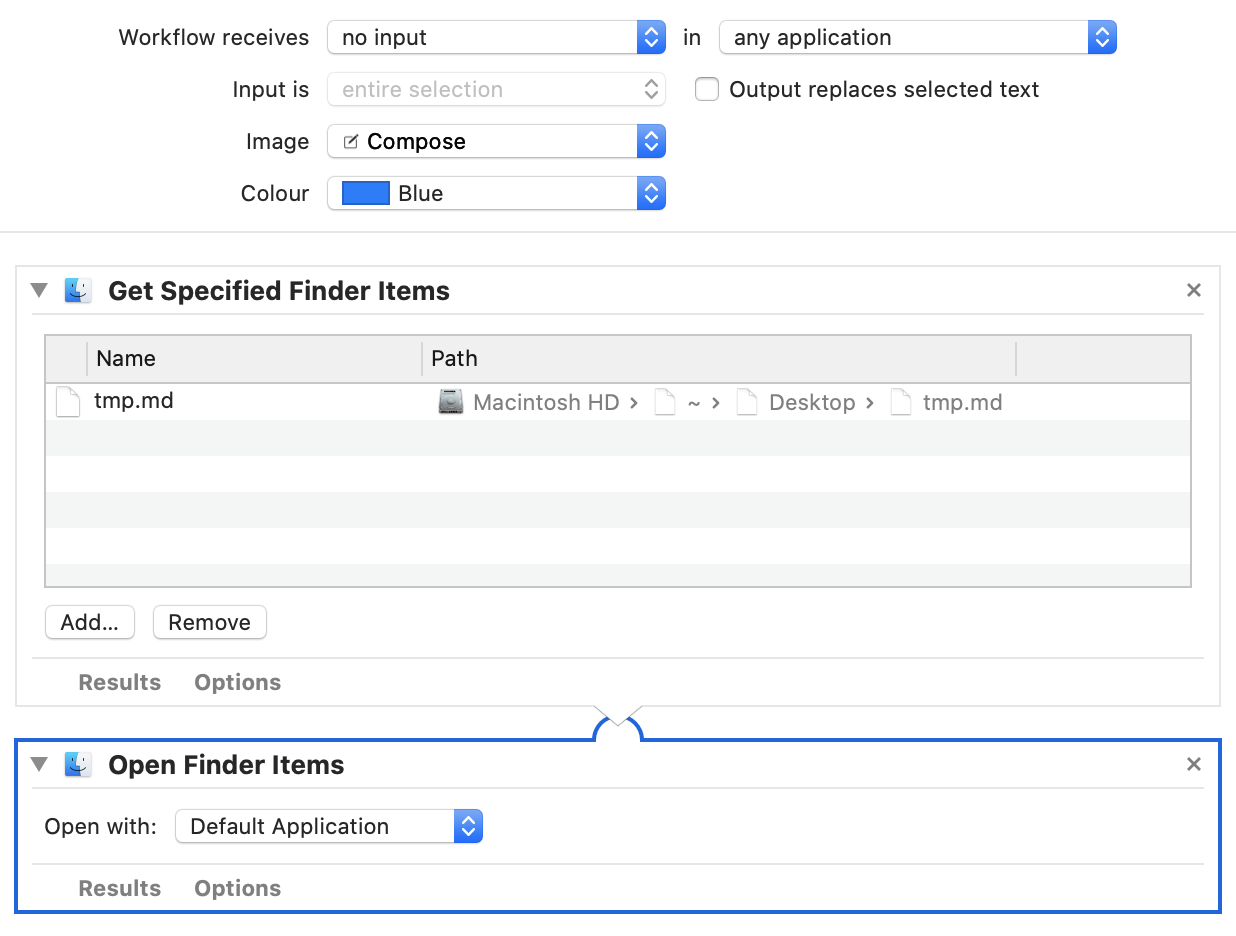 Workflow receives no input in any application
Input is entire selection Output replaces selected text
Image Compose
Colour Blue
Get Specified Finder Items
Name Path
tmp.md Macintosh HD › ~ › Desktop › tmp.md
Add... Remove
Results Options
Open Finder Items
Open with: Default Application
Results Options